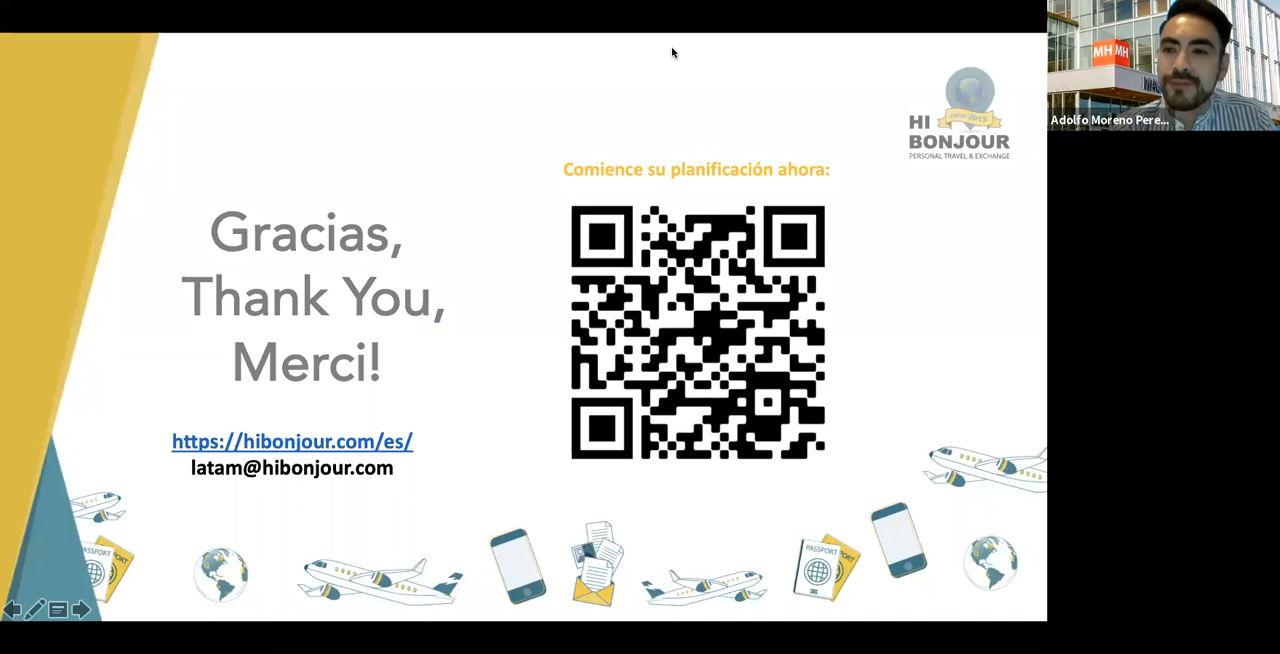 HI
BONJOUR
PERSONAL TRAVEL & EXCHANGE
Comience su planificación ahora:
Gracias,
Thank You,
Merci!
https://hibonjour.com/es/
latam@hibonjour.com
PASSPORT
PASSPORT
MH MH
Adolfo Moreno Pere...